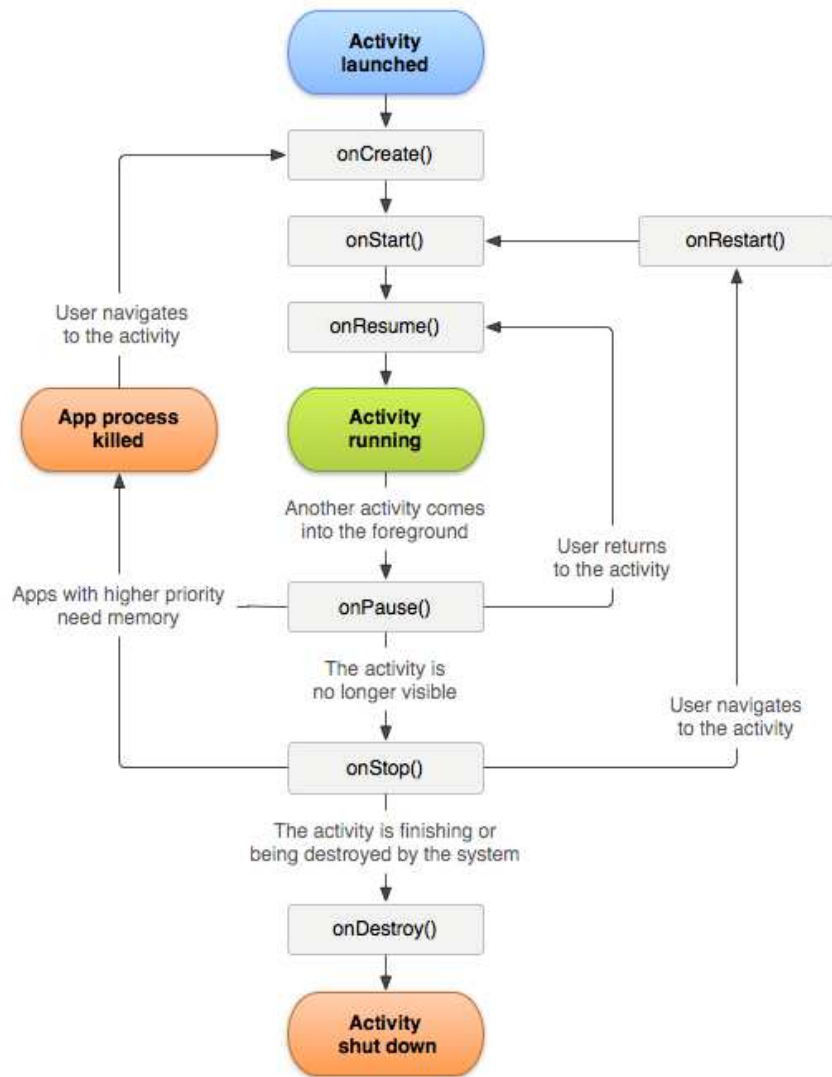 Activity
launched
onCreate()
onStart()
onRestart()
onResume()
User navigates
to the activity
App process
killed
Activity
running
Another activity comes
into the foreground
User returns
to the activity
Apps with higher priority
need memory
onPause()
The activity is
no longer visible
User navigates
to the activity
onStop()
The activity is finishing or
being destroyed by the system
onDestroy()
Activity
shut down